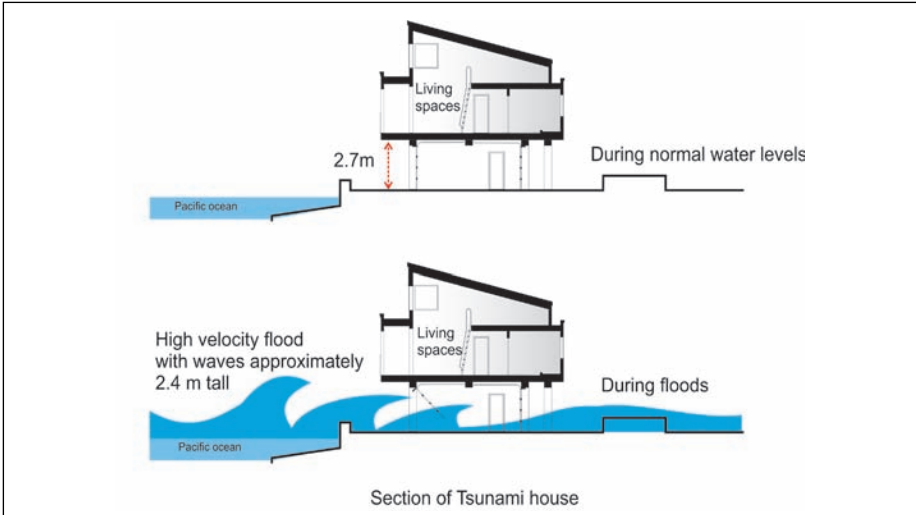 Living
spaces
2.7m
During normal water levels
Pacific ocean
High velocity flood
with waves approximately
2.4 m tall
Living
spaces
During floods
Pacific ocean
Section of Tsunami house